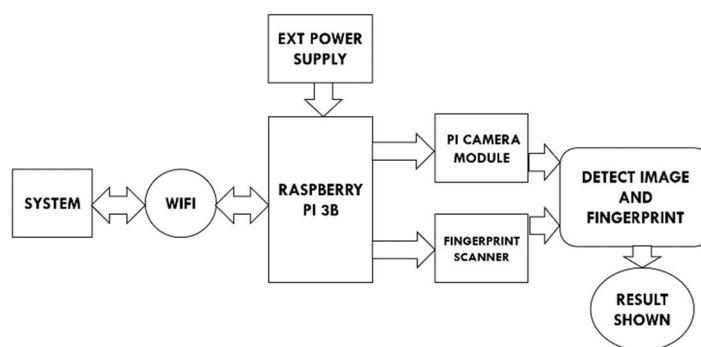 EXT POWER
SUPPLY
SYSTEM
WIFI
RASPBERRY
PI 3B
PI CAMERA
MODULE
FINGERPRINT
SCANNER
DETECT IMAGE
AND
FINGERPRINT
RESULT
SHOWN